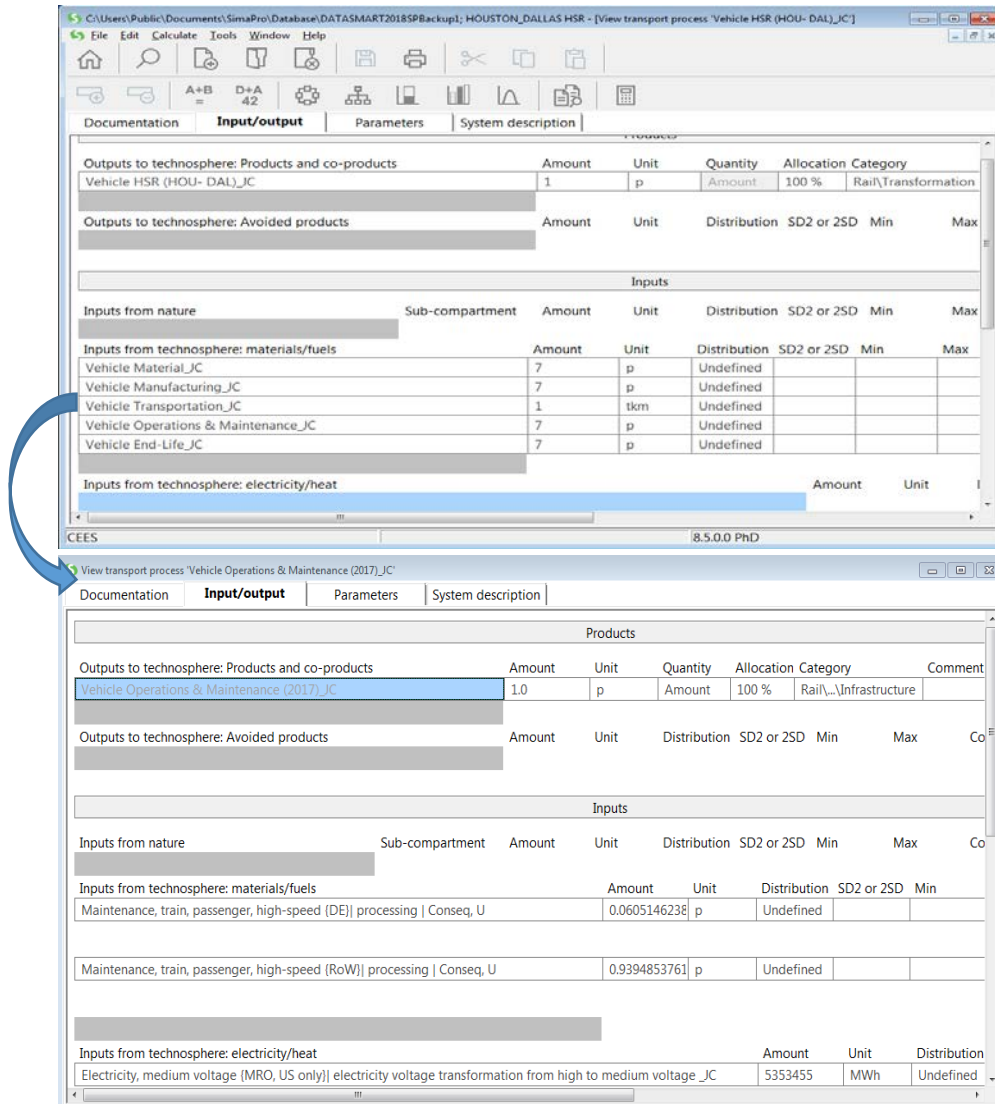 C:\Users\Public\Documents\SimaPro\Database\DATASMART2018SPBackup1; HOUSTON_DALLAS HSR - [View transport process 'Vehicle HSR (HOU- DAL)_JC']
File Edit Calculate Tools Window Help
A+B = D+A 42
Documentation Input/output Parameters System description
Products
Outputs to technosphere: Products and co-products Amount Unit Quantity Allocation Category
Vehicle HSR (HOU- DAL)_JC 1 p Amount 100 % Rail\Transformation
Outputs to technosphere: Avoided products Amount Unit Distribution SD2 or 2SD Min Max
Inputs
Inputs from nature Sub-compartment Amount Unit Distribution SD2 or 2SD Min Max
Inputs from technosphere: materials/fuels Amount Unit Distribution SD2 or 2SD Min Max
Vehicle Material_JC 7 p Undefined
Vehicle Manufacturing_JC 7 p Undefined
Vehicle Transportation_JC 1 tkm Undefined
Vehicle Operations & Maintenance_JC 7 p Undefined
Vehicle End-Life_JC 7 p Undefined
Inputs from technosphere: electricity/heat Amount Unit
CEES 8.5.0.0 PhD
View transport process 'Vehicle Operations & Maintenance (2017)_JC'
Documentation Input/output Parameters System description
Products
Outputs to technosphere: Products and co-products Amount Unit Quantity Allocation Category Comment
Vehicle Operations & Maintenance (2017)_JC 1.0 p Amount 100 % Rail\...\Infrastructure
Outputs to technosphere: Avoided products Amount Unit Distribution SD2 or 2SD Min Max Co
Inputs
Inputs from nature Sub-compartment Amount Unit Distribution SD2 or 2SD Min Max Co
Inputs from technosphere: materials/fuels Amount Unit Distribution SD2 or 2SD Min
Maintenance, train, passenger, high-speed {DE}| processing | Conseq, U 0.0605146238 p Undefined
Maintenance, train, passenger, high-speed {RoW}| processing | Conseq, U 0.9394853761 p Undefined
Inputs from technosphere: electricity/heat Amount Unit Distribution
Electricity, medium voltage {MRO, US only}| electricity voltage transformation from high to medium voltage _JC 5353455 MWh Undefined